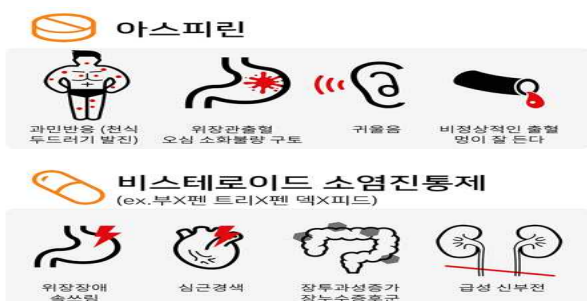 아스피린
과민반응 (천식
두드러기 발진)
위장관출혈
오심 소화불량 구토
귀울음
비정상적인 출혈
멍이 잘 든다
비스테로이드 소염진통제
(ex.부X펜 트리X펜 덱X피드)
위장장애
속쓰림
심근경색
장투과성증가
장누수증후군
급성 신부전